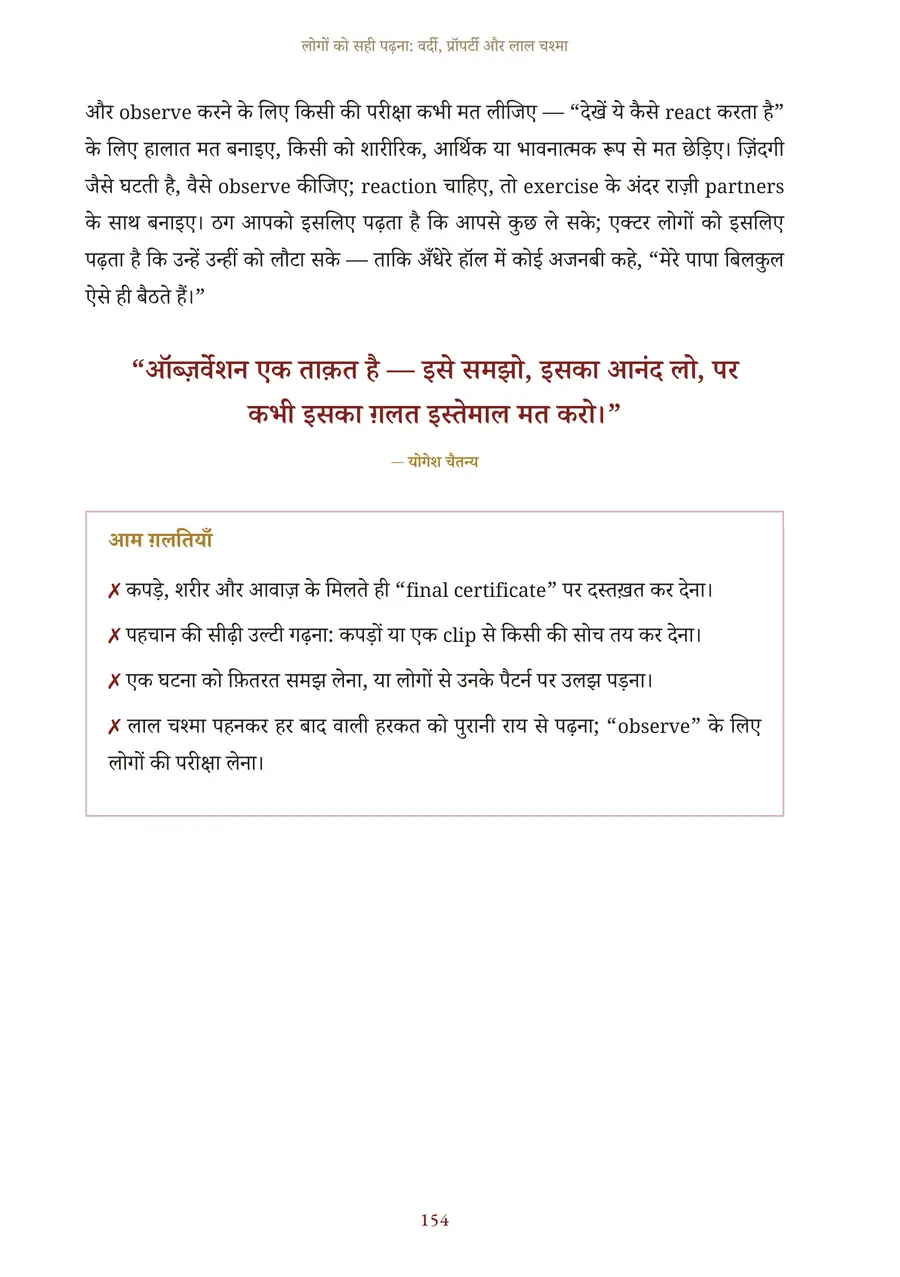 लोगों को सही पढ़ना: वर्दी, प्रॉपर्टी और लाल चश्मा
और observe करने के लिए किसी की परीक्षा कभी मत लीजिए — “देखें ये कैसे react करता है”
के लिए हालात मत बनाइए, किसी को शारीरिक, आर्थिक या भावनात्मक रूप से मत छेड़िए। ज़िंदगी
जैसे घटती है, वैसे observe कीजिए; reaction चाहिए, तो exercise के अंदर राज़ी partners
के साथ बनाइए। ठग आपको इसलिए पढ़ता है कि आपसे कुछ ले सके; एक्टर लोगों को इसलिए
पढ़ता है कि उन्हें उन्हीं को लौटा सके — ताकि अँधेरे हॉल में कोई अजनबी कहे, “मेरे पापा बिलकुल
ऐसे ही बैठते हैं।”
“ऑब्ज़र्वेशन एक ताक़त है — इसे समझो, इसका आनंद लो, पर
कभी इसका ग़लत इस्तेमाल मत करो।”
— योगेश चैतन्य
आम ग़लतियाँ
✗ कपड़े, शरीर और आवाज़ के मिलते ही “final certificate” पर दस्तख़त कर देना।
✗ पहचान की सीढ़ी उल्टी गढ़ना: कपड़ों या एक clip से किसी की सोच तय कर देना।
✗ एक घटना को फ़ितरत समझ लेना, या लोगों से उनके पैटर्न पर उलझ पड़ना।
✗ लाल चश्मा पहनकर हर बाद वाली हरकत को पुरानी राय से पढ़ना; “observe” के लिए
लोगों की परीक्षा लेना।
154